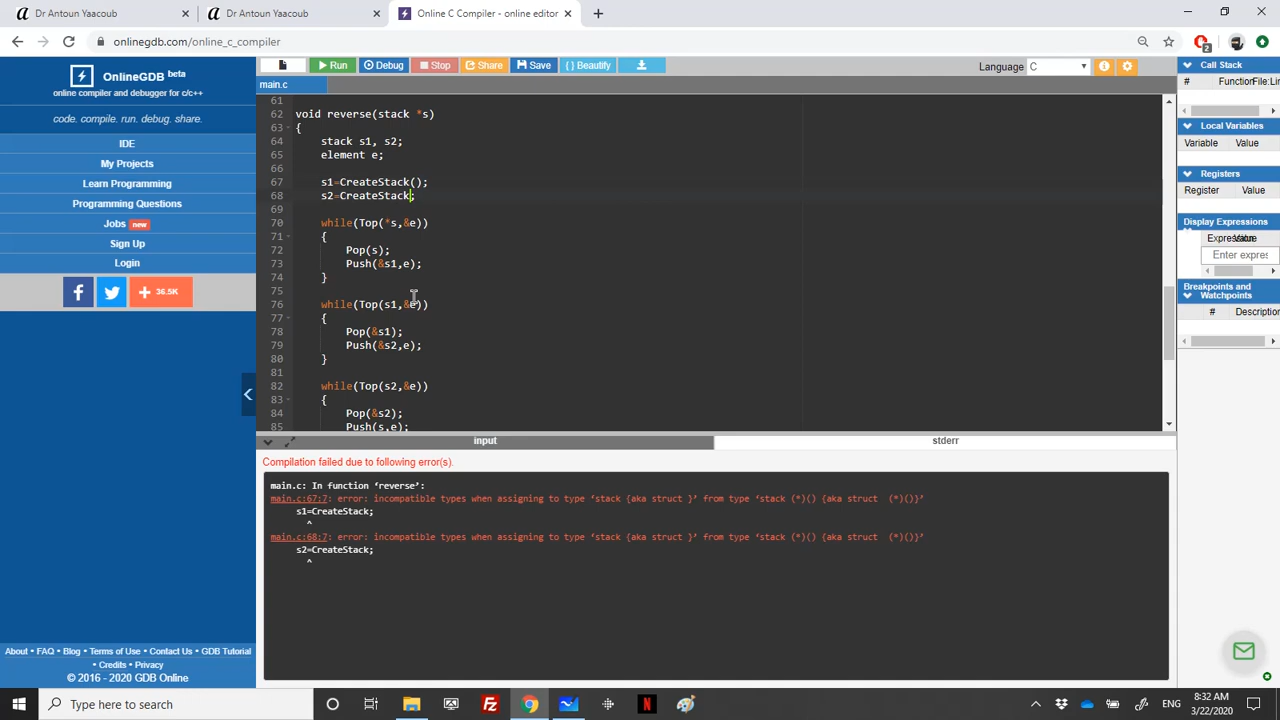 Dr Antoun Yaacoub
Dr Antoun Yaacoub
Online C Compiler - online editor
onlinegdb.com/online_c_compiler
2
OnlineGDB beta
online compiler and debugger for c/c++
code. compile. run. debug. share.
IDE
My Projects
Learn Programming
Programming Questions
Jobs new
Sign Up
Login
36.5K
About • FAQ • Blog • Terms of Use • Contact Us • GDB Tutorial
• Credits • Privacy
© 2016 - 2020 GDB Online
Run Debug Stop Share Save { } Beautify
Language C
main.c
61
62 void reverse(stack *s)
63 {
64 stack s1, s2;
65 element e;
66
67 s1=CreateStack();
68 s2=CreateStack;
69
70 while(Top(*s,&e))
71 {
72 Pop(s);
73 Push(&s1,e);
74 }
75
76 while(Top(s1,&e))
77 {
78 Pop(&s1);
79 Push(&s2,e);
80 }
81
82 while(Top(s2,&e))
83 {
84 Pop(&s2);
85 Push(s,e);
input
stderr
Compilation failed due to following error(s).
main.c: In function ‘reverse’:
main.c:67:7: error: incompatible types when assigning to type ‘stack {aka struct }’ from type ‘stack (*)() {aka struct (*)()}’
s1=CreateStack;
^
main.c:68:7: error: incompatible types when assigning to type ‘stack {aka struct }’ from type ‘stack (*)() {aka struct (*)()}’
s2=CreateStack;
^
Call Stack
# Function File:Lin
Local Variables
Variable Value
Registers
Register Value
Display Expressions
Expression Value
Enter expres
Breakpoints and
Watchpoints
# Description
Type here to search
ENG
8:32 AM
3/22/2020